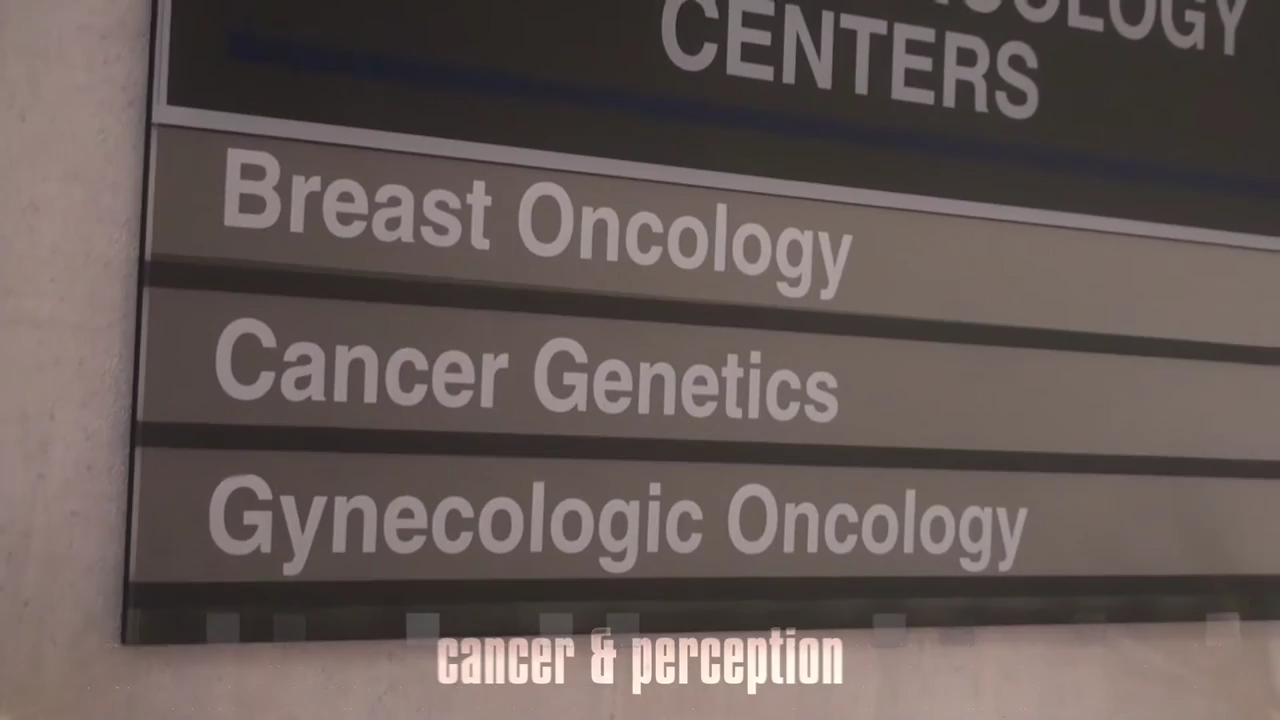 CENTERS
Breast Oncology
Cancer Genetics
Gynecologic Oncology
cancer & perception